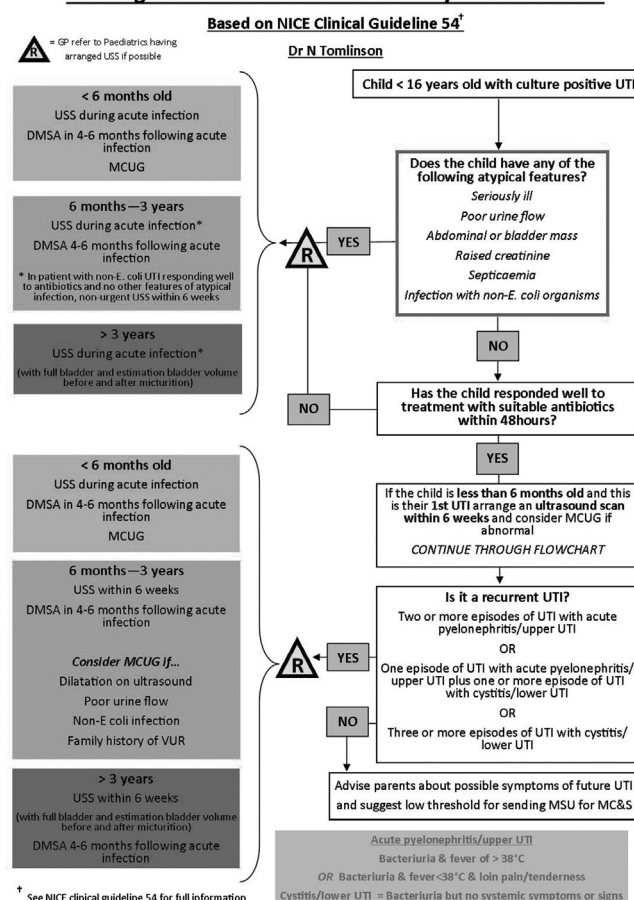 Based on NICE Clinical Guideline 54†
R
= GP refer to Paediatrics having
arranged USS if possible
Dr N Tomlinson
< 6 months old
USS during acute infection
DMSA in 4-6 months following acute
infection
MCUG
6 months—3 years
USS during acute infection*
DMSA 4-6 months following acute
infection
* In patient with non-E. coli UTI responding well
to antibiotics and no other features of atypical
infection, non-urgent USS within 6 weeks
> 3 years
USS during acute infection*
(with full bladder and estimation bladder volume
before and after micturition)
Child < 16 years old with culture positive UTI
Does the child have any of the
following atypical features?
Seriously ill
Poor urine flow
Abdominal or bladder mass
Raised creatinine
Septicaemia
Infection with non-E. coli organisms
YES
R
NO
Has the child responded well to
treatment with suitable antibiotics
within 48hours?
NO
YES
If the child is less than 6 months old and this
is their 1st UTI arrange an ultrasound scan
within 6 weeks and consider MCUG if
abnormal
CONTINUE THROUGH FLOWCHART
Is it a recurrent UTI?
Two or more episodes of UTI with acute
pyelonephritis/upper UTI
OR
One episode of UTI with acute pyelonephritis/
upper UTI plus one or more episode of UTI
with cystitis/lower UTI
OR
Three or more episodes of UTI with cystitis/
lower UTI
YES
R
NO
< 6 months old
USS during acute infection
DMSA in 4-6 months following acute
infection
MCUG
6 months—3 years
USS within 6 weeks
DMSA in 4-6 months following acute
infection
Consider MCUG if...
Dilatation on ultrasound
Poor urine flow
Non-E coli infection
Family history of VUR
> 3 years
USS within 6 weeks
(with full bladder and estimation bladder volume
before and after micturition)
DMSA 4-6 months following acute
infection
Advise parents about possible symptoms of future UTI
and suggest low threshold for sending MSU for MC&S
Acute pyelonephritis/upper UTI
Bacteriuria & fever of > 38°C
OR Bacteriuria & fever<38°C & loin pain/tenderness
Cystitis/lower UTI = Bacteriuria but no systemic symptoms or signs
† See NICE clinical guideline 54 for full information